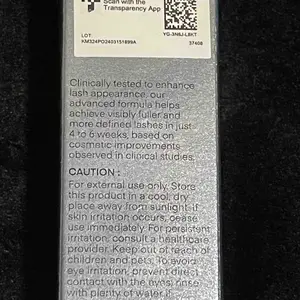 Scan with the
Transparency App
LOT:
KM324PO2403151699A
YG-3N6J-L8KT
37408
Clinically tested to enhance
lash appearance, our
advanced formula helps
achieve visibly fuller and
more defined lashes in just
4 to 6 weeks, based on
cosmetic improvements
observed in clinical studies.
CAUTION :
For external use only. Store
this product in a cool, dry
place away from sunlight. If
skin irritation occurs, cease
use immediately. For persistent
irritation, consult a healthcare
provider. Keep out of reach of
children and pets. To avoid
eye irritation, prevent direct
contact with the eyes; rinse
with plenty of water if